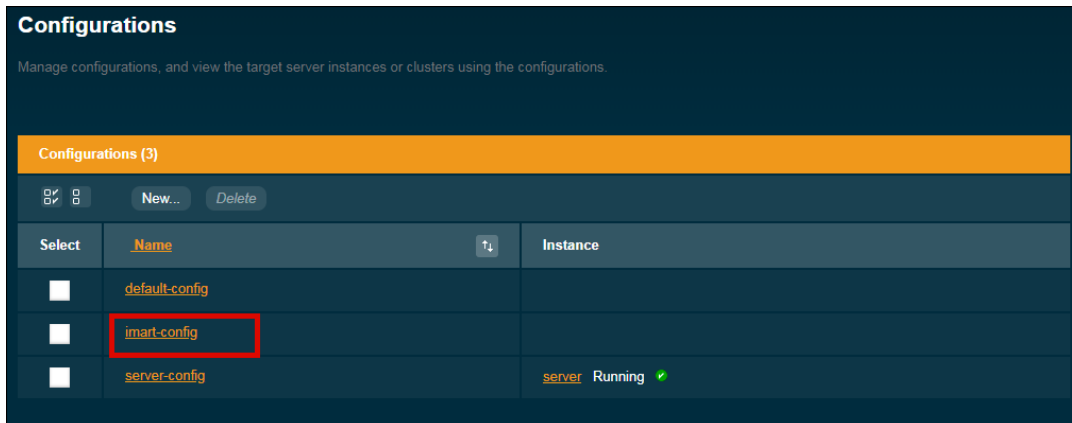 Configurations
Manage configurations, and view the target server instances or clusters using the configurations.
Configurations (3)
New... Delete
Select Name Instance
default-config
imart-config
server-config server Running